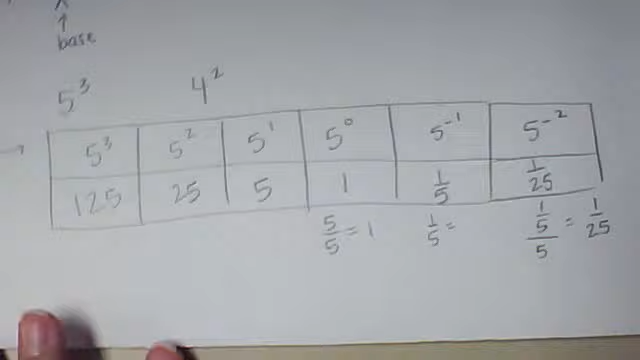 base
5³ 4²
5³ 5² 5¹ 5⁰ 5⁻¹ 5⁻²
125 25 5 1 1/5 1/25
5/5 = 1 1/5 = 1/5/5 = 1/25